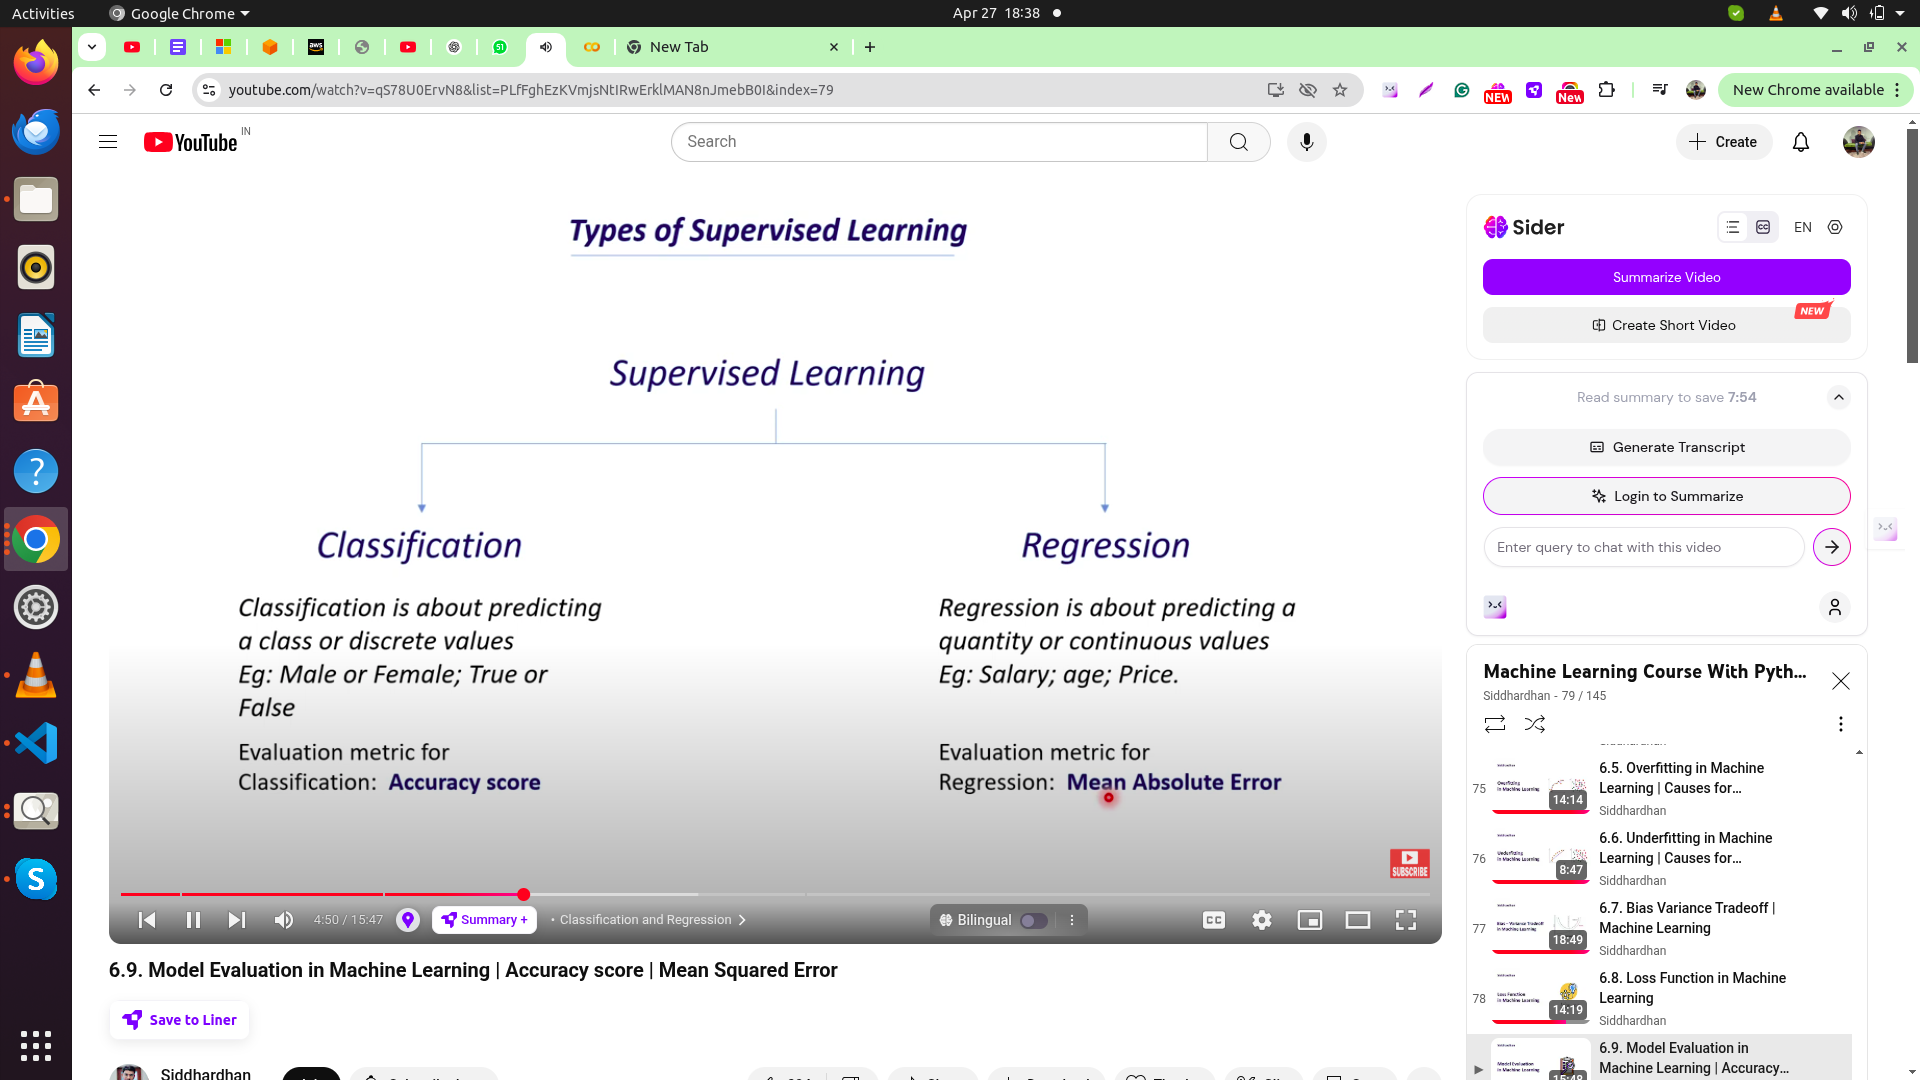 Activities
Google Chrome
Apr 27 18:38
New Tab
youtube.com/watch?v=qS78U0ErvN8&list=PLfFghEzKVmjsNtIRwErklMAN8nJmebB0I&index=79
NEW
New
New Chrome available
YouTube
IN
Search
Create
Types of Supervised Learning
Supervised Learning
Classification
Classification is about predicting
a class or discrete values
Eg: Male or Female; True or
False
Evaluation metric for
Classification: Accuracy score
Regression
Regression is about predicting a
quantity or continuous values
Eg: Salary; age; Price.
Evaluation metric for
Regression: Mean Absolute Error
SUBSCRIBE
4:50 / 15:47
Summary +
• Classification and Regression
Bilingual
CC
6.9. Model Evaluation in Machine Learning | Accuracy score | Mean Squared Error
Save to Liner
Siddhardhan
Sider
EN
Summarize Video
NEW
Create Short Video
Read summary to save 7:54
Generate Transcript
Login to Summarize
Enter query to chat with this video
Machine Learning Course With Pyth...
Siddhardhan - 79 / 145
75
14:14
6.5. Overfitting in Machine
Learning | Causes for...
Siddhardhan
76
8:47
6.6. Underfitting in Machine
Learning | Causes for...
Siddhardhan
77
18:49
6.7. Bias Variance Tradeoff |
Machine Learning
Siddhardhan
78
14:19
6.8. Loss Function in Machine
Learning
Siddhardhan
6.9. Model Evaluation in
Machine Learning | Accuracy...